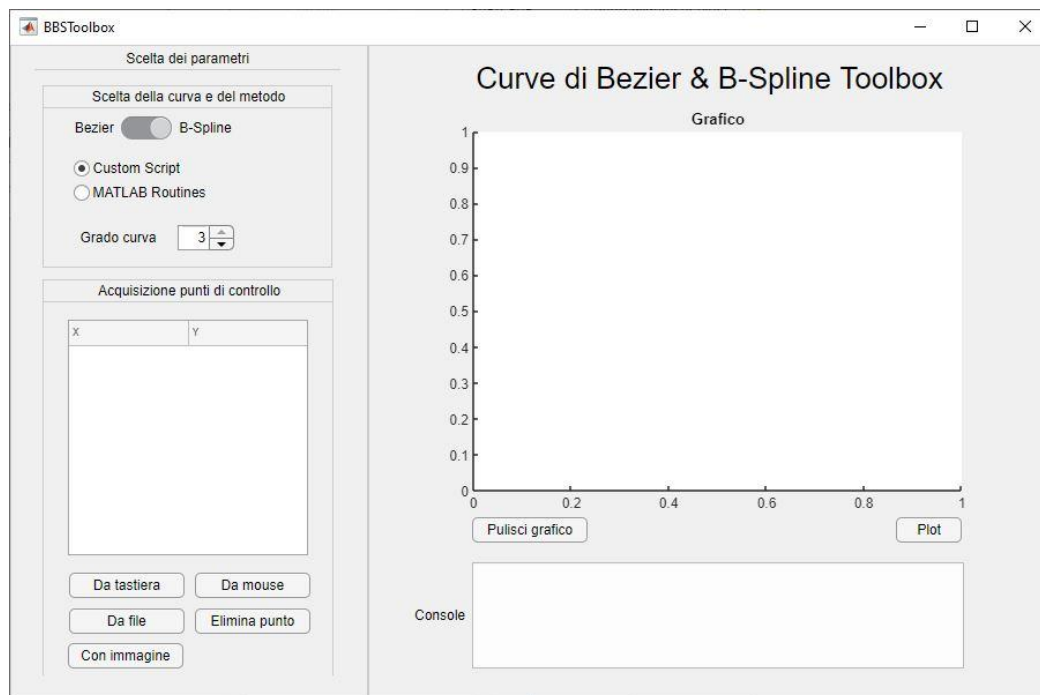 BBSToolbox
Scelta dei parametri
Scelta della curva e del metodo
Bezier B-Spline
Custom Script
MATLAB Routines
Grado curva 3
Acquisizione punti di controllo
X Y
Da tastiera Da mouse
Da file Elimina punto
Con immagine
Curve di Bezier & B-Spline Toolbox
Grafico
1
0.9
0.8
0.7
0.6
0.5
0.4
0.3
0.2
0.1
0
0 0.2 0.4 0.6 0.8 1
Pulisci grafico Plot
Console